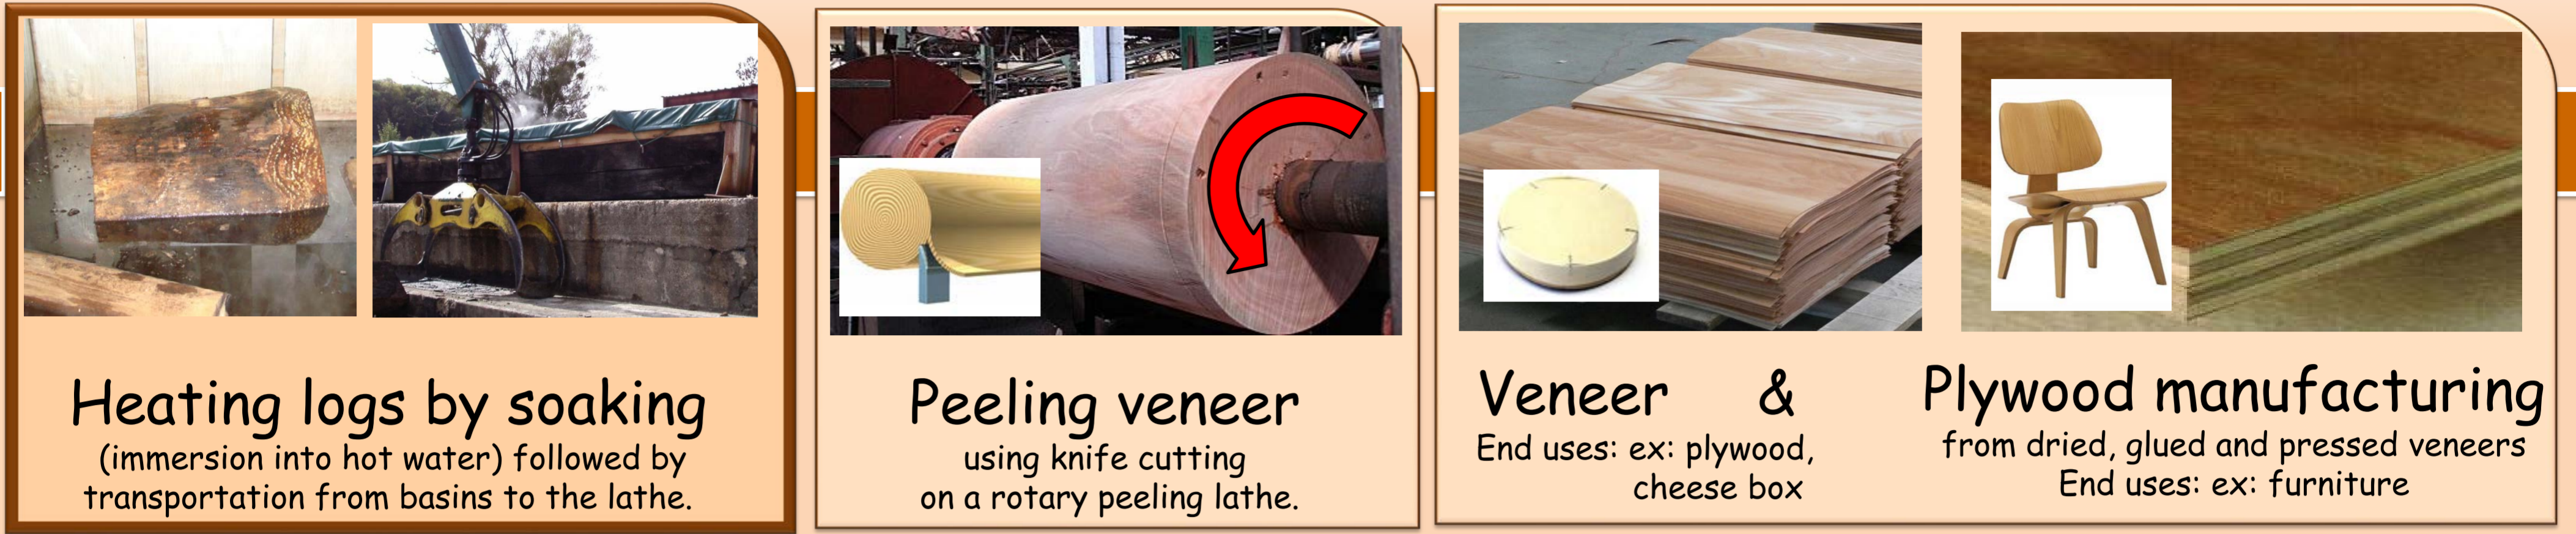 Heating logs by soaking
(immersion into hot water) followed by
transportation from basins to the lathe.
Peeling veneer
using knife cutting
on a rotary peeling lathe.
Veneer &
End uses: ex: plywood,
cheese box
Plywood manufacturing
from dried, glued and pressed veneers
End uses: ex: furniture